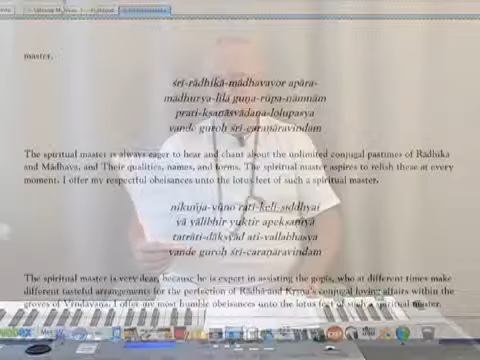 master.
śrī-rādhikā-mādhavayor apāra-
mādhurya-līlā guṇa-rūpa-nāmnām
prati-kṣaṇāsvādana-lolupasya
vande guroḥ śrī-caraṇāravindam
The spiritual master is always eager to hear and chant about the unlimited conjugal pastimes of Rādhikā
and Mādhava, and Their qualities, names, and forms. The spiritual master aspires to relish these at every
moment. I offer my respectful obeisances unto the lotus feet of such a spiritual master.
nikuñja-yūno rati-keli-siddhyai
yā yālibhir yuktir apekṣaṇīyā
tatrāti-dākṣyād ati-vallabhasya
vande guroḥ śrī-caraṇāravindam
The spiritual master is very dear, because he is expert in assisting the gopīs, who at different times make
different tasteful arrangements for the perfection of Rādhā and Kṛṣṇa's conjugal loving affairs within the
groves of Vṛndāvana. I offer my most humble obeisances unto the lotus feet of such a spiritual master.